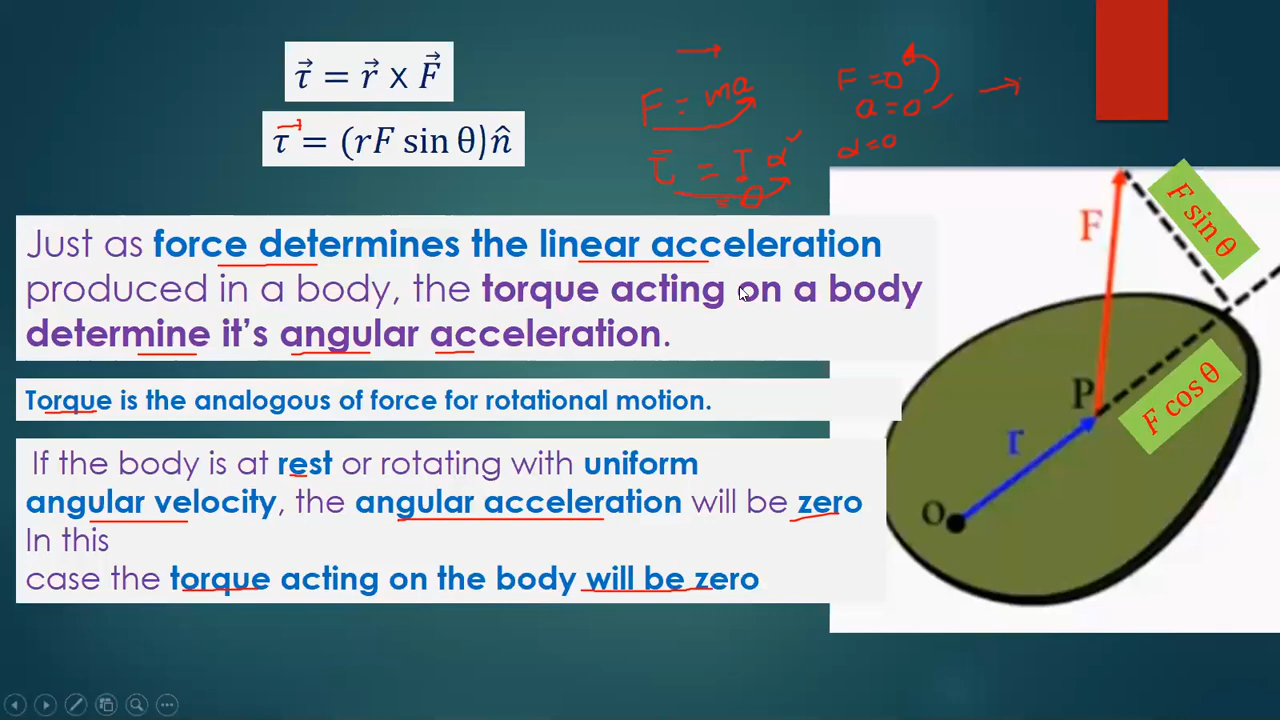 τ⃗ = r⃗ x F⃗
τ = (rF sin θ)n̂
F = ma
τ = I α
= 0
F = 0
a = 0
α = 0
Just as force determines the linear acceleration
produced in a body, the torque acting on a body
determine it's angular acceleration.
Torque is the analogous of force for rotational motion.
If the body is at rest or rotating with uniform
angular velocity, the angular acceleration will be zero
In this
case the torque acting on the body will be zero
F
F sin θ
P
F cos θ
r
O